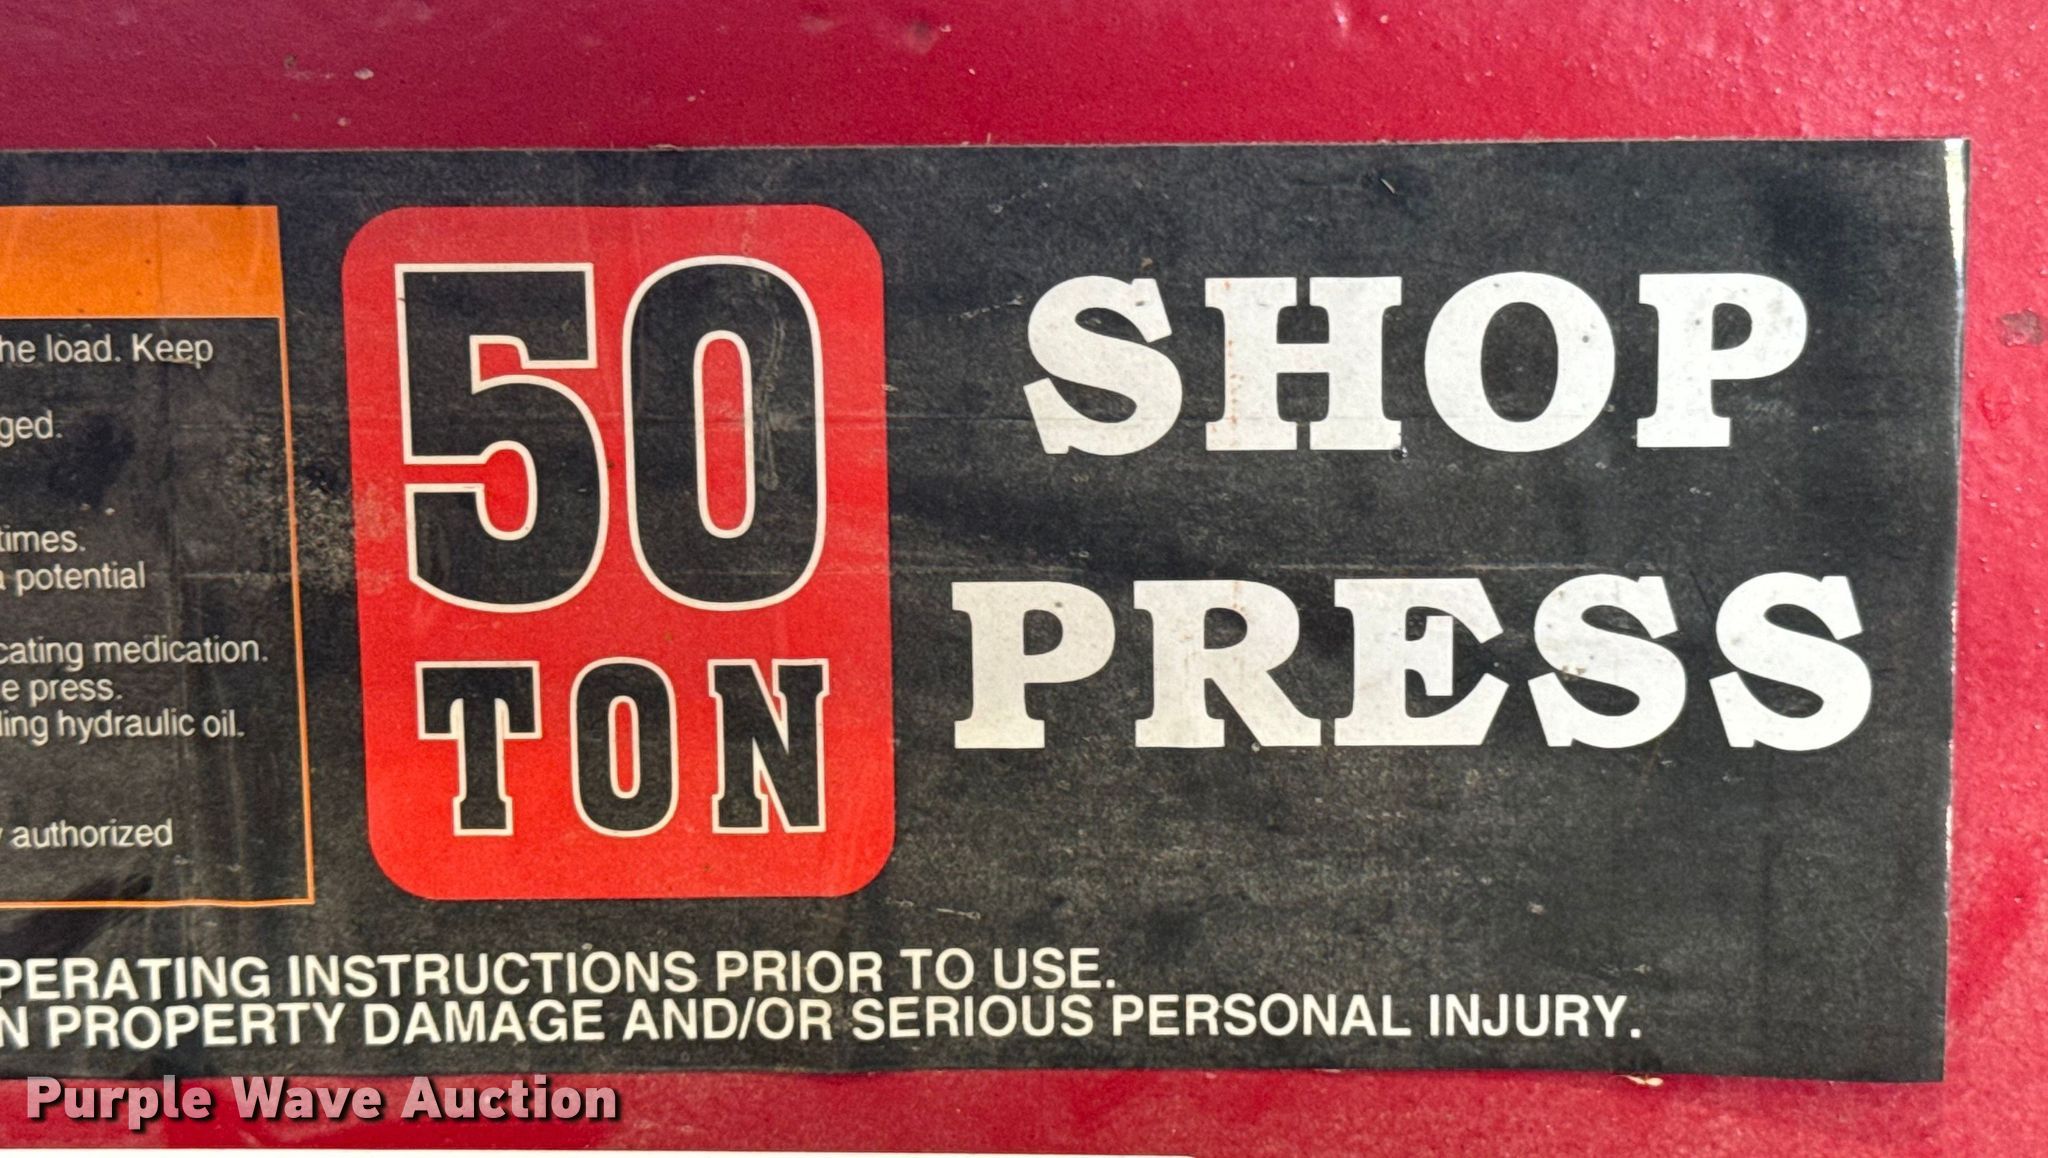 he load. Keep
ged.
times.
a potential
cating medication.
e press.
ling hydraulic oil.
authorized
50
TON
SHOP
PRESS
PERATING INSTRUCTIONS PRIOR TO USE.
N PROPERTY DAMAGE AND/OR SERIOUS PERSONAL INJURY.
Purple Wave Auction